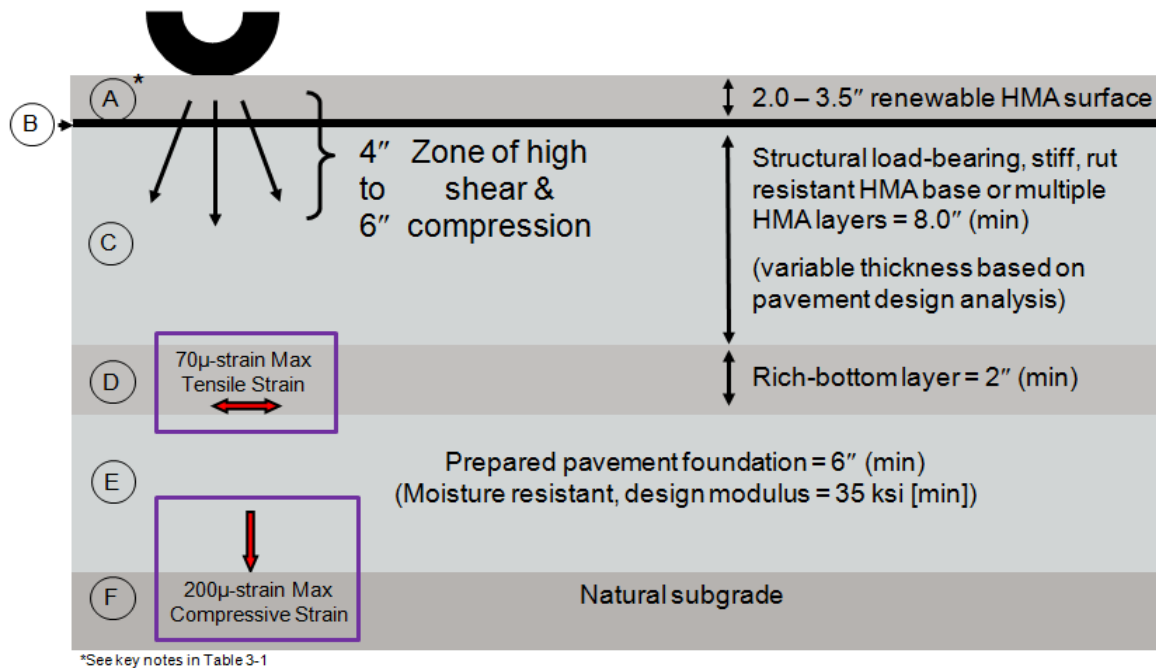 A *
2.0 – 3.5″ renewable HMA surface
B
4″ Zone of high
to shear &
6″ compression
Structural load-bearing, stiff, rut
resistant HMA base or multiple
HMA layers = 8.0″ (min)
(variable thickness based on
pavement design analysis)
C
70µ-strain Max
Tensile Strain
D
Rich-bottom layer = 2″ (min)
E
Prepared pavement foundation = 6″ (min)
(Moisture resistant, design modulus = 35 ksi [min])
F
200µ-strain Max
Compressive Strain
Natural subgrade
*See key notes in Table 3-1